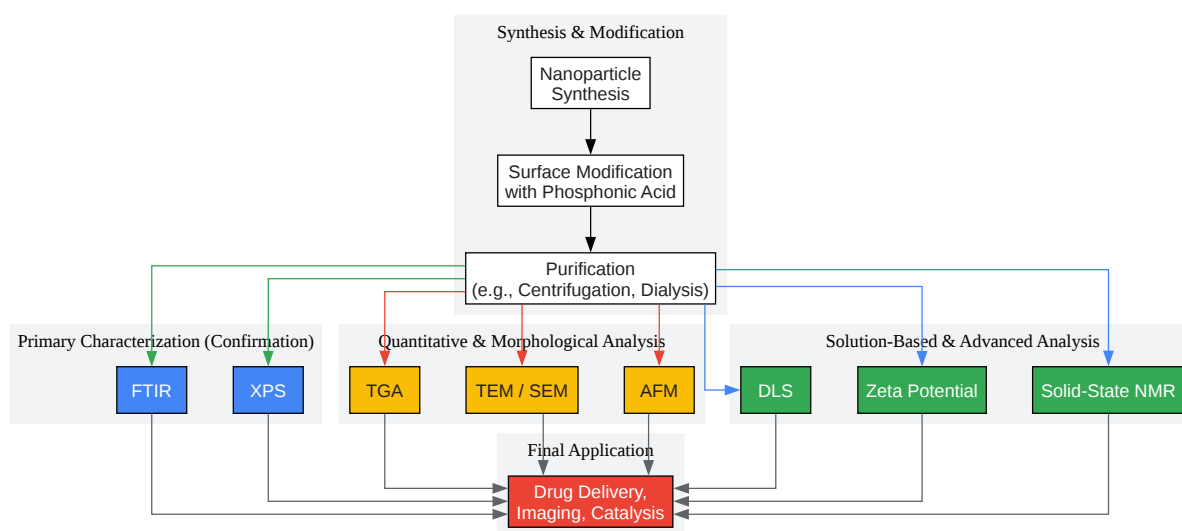 Synthesis & Modification
Nanoparticle
Synthesis
Surface Modification
with Phosphonic Acid
Purification
(e.g., Centrifugation, Dialysis)
Primary Characterization (Confirmation)
Quantitative & Morphological Analysis
Solution-Based & Advanced Analysis
FTIR
XPS
TGA
TEM / SEM
AFM
DLS
Zeta Potential
Solid-State NMR
Final Application
Drug Delivery,
Imaging, Catalysis